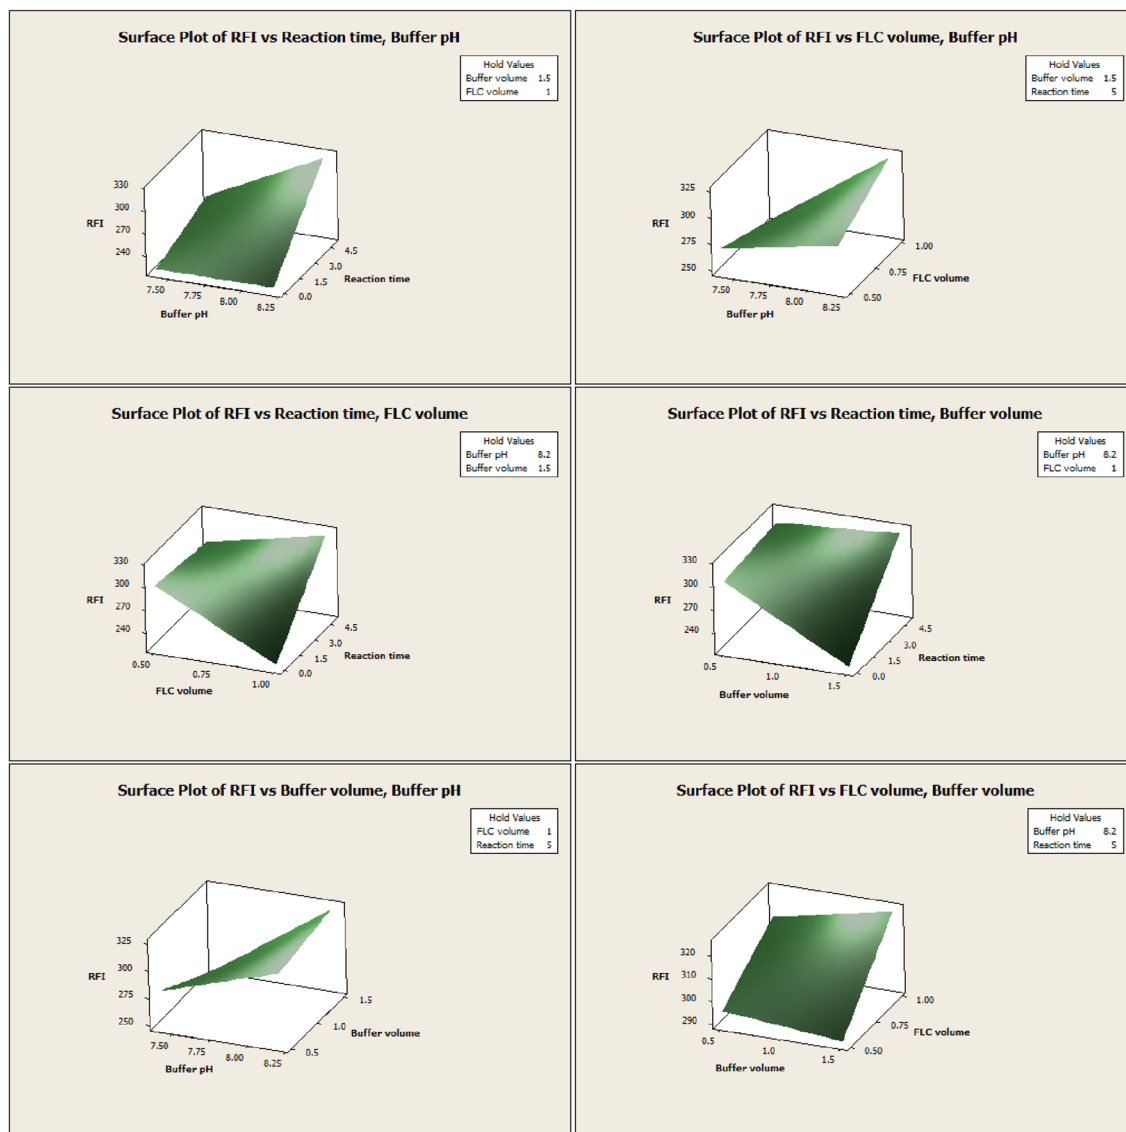 Surface Plot of RFI vs Reaction time, Buffer pH
Hold Values
Buffer volume 1.5
FLC volume 1
330
300
270
240
RFI
7.50
7.75
8.00
8.25
Buffer pH
0.0
1.5
3.0
4.5
Reaction time
Surface Plot of RFI vs FLC volume, Buffer pH
Hold Values
Buffer volume 1.5
Reaction time 5
325
300
275
250
RFI
7.50
7.75
8.00
8.25
Buffer pH
0.50
0.75
1.00
FLC volume
Surface Plot of RFI vs Reaction time, FLC volume
Hold Values
Buffer pH 8.2
Buffer volume 1.5
330
300
270
240
RFI
0.50
0.75
1.00
FLC volume
0.0
1.5
3.0
4.5
Reaction time
Surface Plot of RFI vs Reaction time, Buffer volume
Hold Values
Buffer pH 8.2
FLC volume 1
330
300
270
240
RFI
0.5
1.0
1.5
Buffer volume
0.0
1.5
3.0
4.5
Reaction time
Surface Plot of RFI vs Buffer volume, Buffer pH
Hold Values
FLC volume 1
Reaction time 5
325
300
275
250
RFI
7.50
7.75
8.00
8.25
Buffer pH
0.5
1.0
1.5
Buffer volume
Surface Plot of RFI vs FLC volume, Buffer volume
Hold Values
Buffer pH 8.2
Reaction time 5
320
310
300
290
RFI
0.5
1.0
1.5
Buffer volume
0.50
0.75
1.00
FLC volume